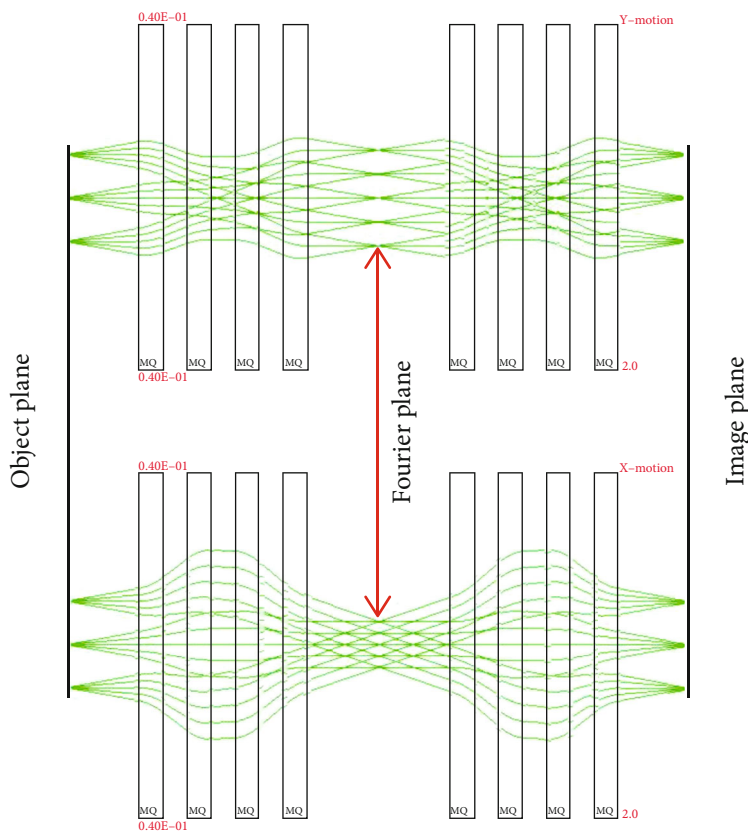 0.40E−01
Y−motion
MQ MQ MQ MQ MQ MQ MQ MQ
0.40E−01
2.0
Object plane
Fourier plane
Image plane
0.40E−01
X−motion
MQ MQ MQ MQ MQ MQ MQ MQ
0.40E−01
2.0